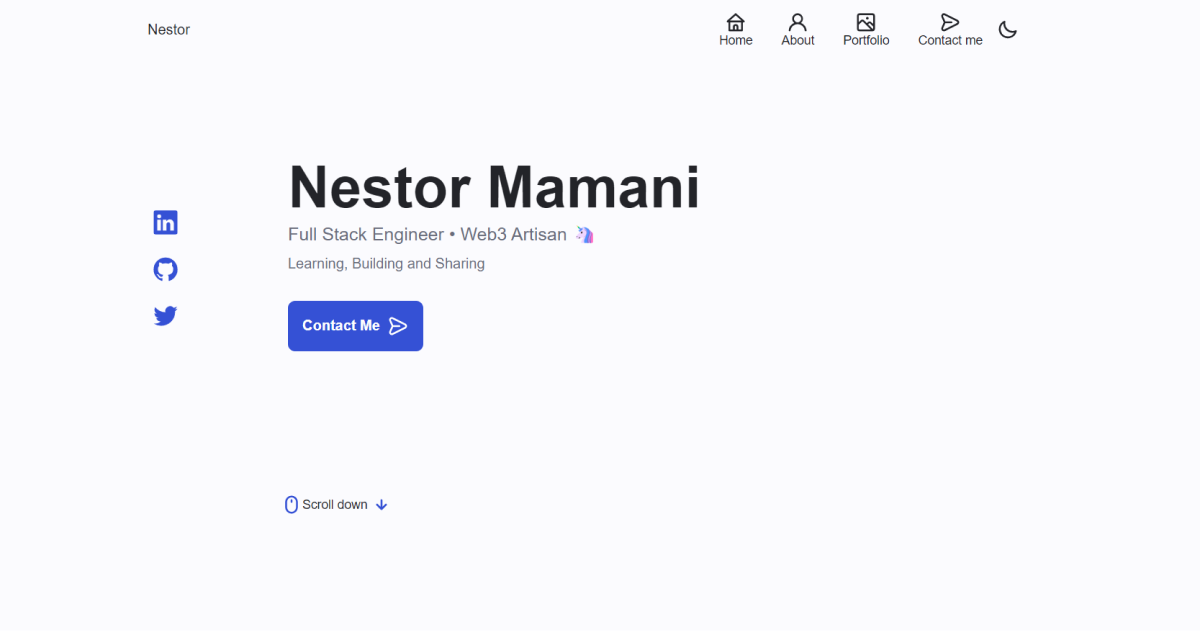 Nestor
Home About Portfolio Contact me
Nestor Mamani
Full Stack Engineer • Web3 Artisan 🦄
Learning, Building and Sharing
in
Contact Me
Scroll down